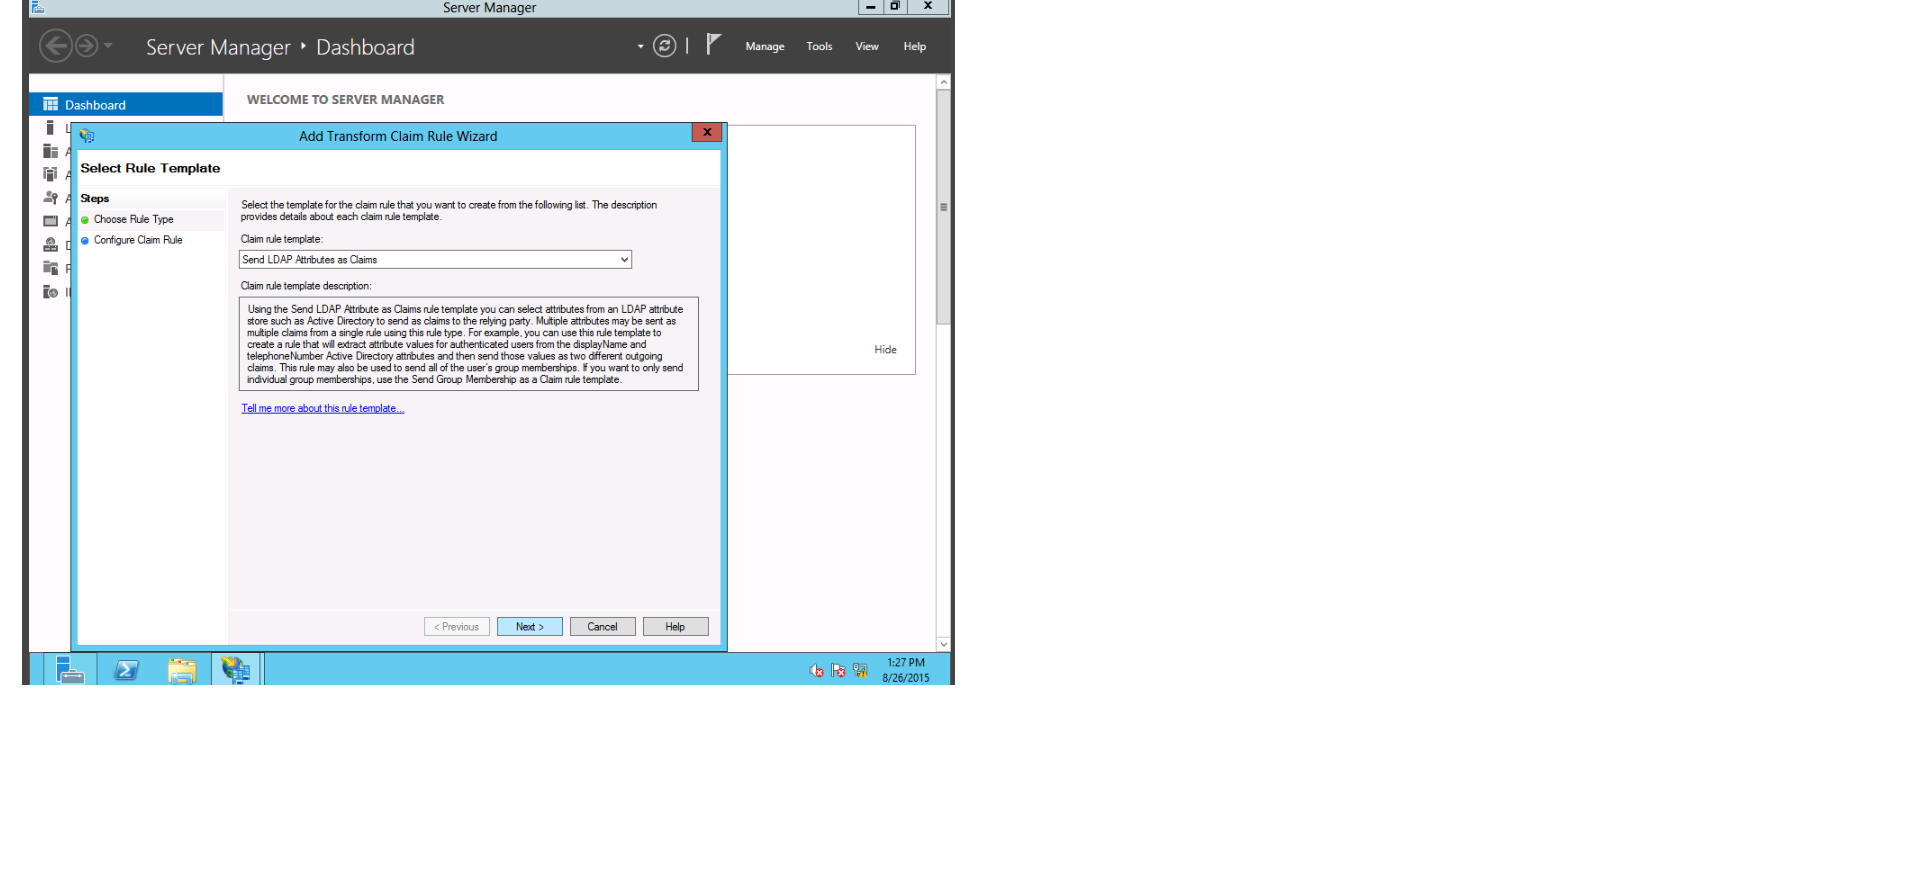 Server Manager
Server Manager • Dashboard
Manage Tools View Help
Dashboard
WELCOME TO SERVER MANAGER
Add Transform Claim Rule Wizard
Select Rule Template
Steps
Choose Rule Type
Configure Claim Rule
Select the template for the claim rule that you want to create from the following list. The description
provides details about each claim rule template.
Claim rule template:
Send LDAP Attributes as Claims
Claim rule template description:
Using the Send LDAP Attribute as Claims rule template you can select attributes from an LDAP attribute
store such as Active Directory to send as claims to the relying party. Multiple attributes may be sent as
multiple claims from a single rule using this rule type. For example, you can use this rule template to
create a rule that will extract attribute values for authenticated users from the displayName and
telephoneNumber Active Directory attributes and then send those values as two different outgoing
claims. This rule may also be used to send all of the user's group memberships. If you want to only send
individual group memberships, use the Send Group Membership as a Claim rule template.
Tell me more about this rule template...
Hide
< Previous Next > Cancel Help
1:27 PM
8/26/2015